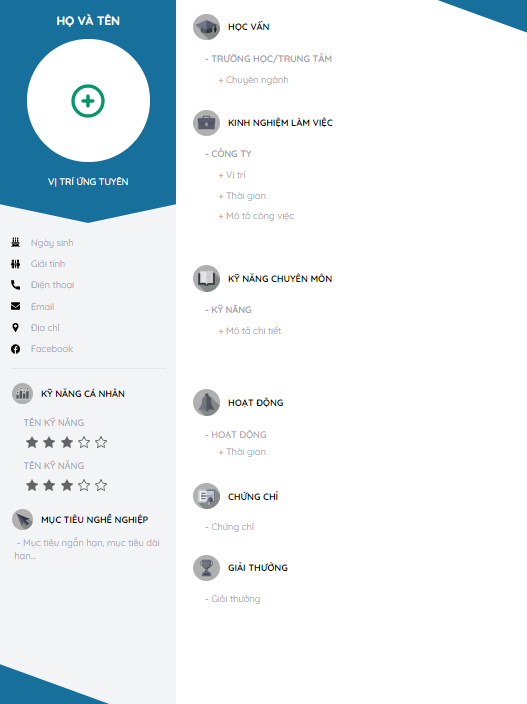 HỌ VÀ TÊN
VỊ TRÍ ỨNG TUYỂN
Ngày sinh
Giới tính
Điện thoại
Email
Địa chỉ
Facebook
KỸ NĂNG CÁ NHÂN
TÊN KỸ NĂNG
TÊN KỸ NĂNG
MỤC TIÊU NGHỀ NGHIỆP
- Mục tiêu ngắn hạn, mục tiêu dài
hạn...
HỌC VẤN
- TRƯỜNG HỌC/TRUNG TÂM
+ Chuyên ngành
KINH NGHIỆM LÀM VIỆC
- CÔNG TY
+ Vị trí
+ Thời gian
+ Mô tả công việc
KỸ NĂNG CHUYÊN MÔN
- KỸ NĂNG
+ Mô tả chi tiết
HOẠT ĐỘNG
- HOẠT ĐỘNG
+ Thời gian
CHỨNG CHỈ
- Chứng chỉ
GIẢI THƯỞNG
- Giải thưởng